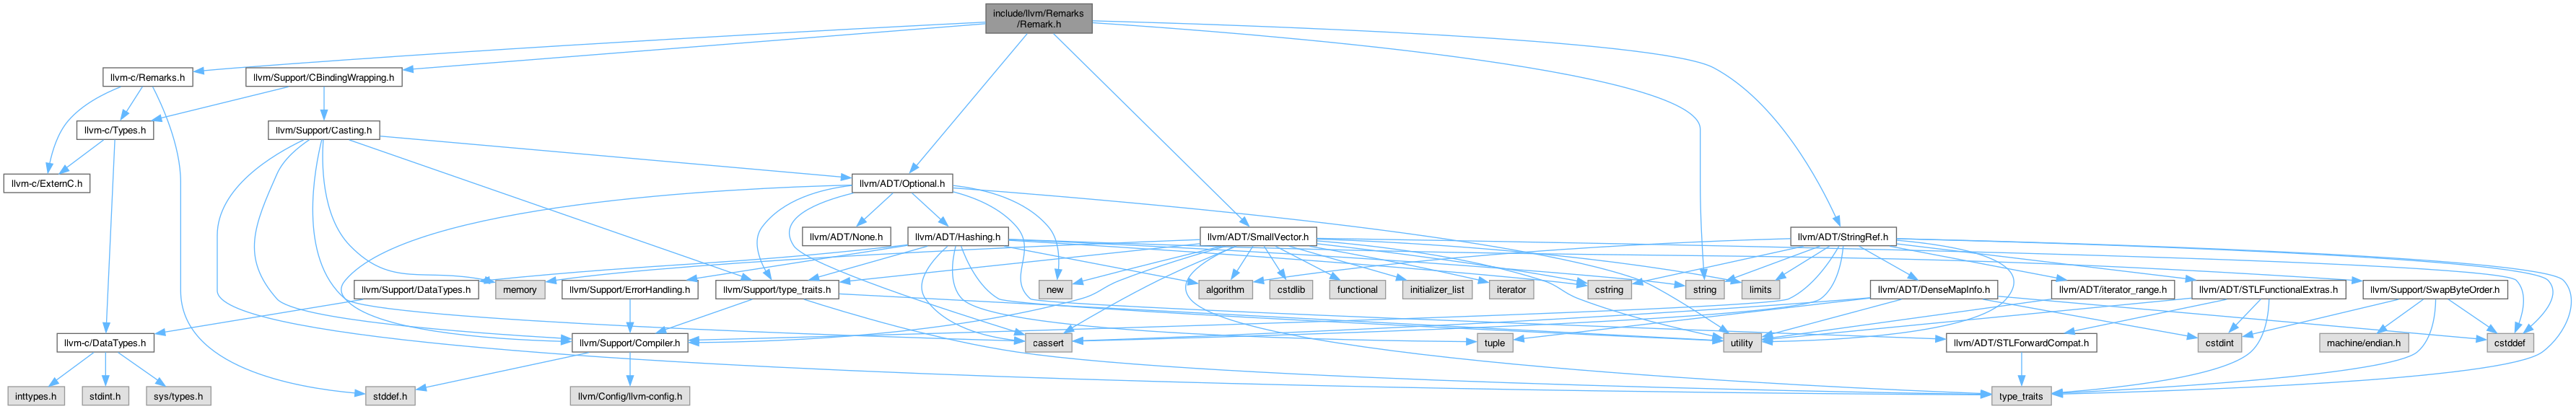 include/llvm/Remarks
/Remark.h
llvm-c/Remarks.h
llvm/Support/CBindingWrapping.h
llvm-c/Types.h
llvm/Support/Casting.h
llvm-c/ExternC.h
llvm/ADT/Optional.h
llvm/ADT/None.h
llvm/ADT/Hashing.h
llvm/ADT/SmallVector.h
llvm/ADT/StringRef.h
llvm/Support/DataTypes.h
memory
llvm/Support/ErrorHandling.h
llvm/Support/type_traits.h
new
algorithm
cstdlib
functional
initializer_list
iterator
cstring
string
limits
llvm/ADT/DenseMapInfo.h
llvm/ADT/iterator_range.h
llvm/ADT/STLFunctionalExtras.h
llvm/Support/SwapByteOrder.h
llvm-c/DataTypes.h
llvm/Support/Compiler.h
cassert
tuple
utility
llvm/ADT/STLForwardCompat.h
cstdint
machine/endian.h
cstddef
inttypes.h
stdint.h
sys/types.h
stddef.h
llvm/Config/llvm-config.h
type_traits